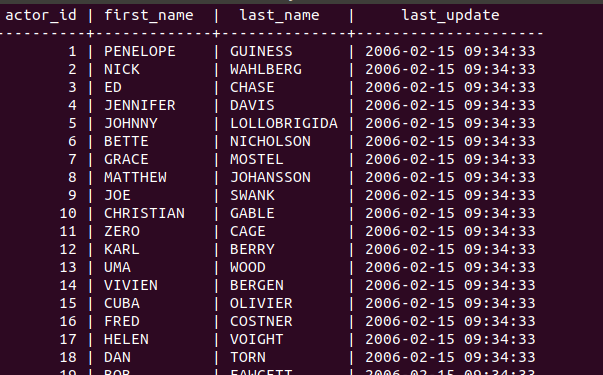 actor_id | first_name  |  last_name   |     last_update
----------+-------------+--------------+---------------------
1 | PENELOPE    | GUINESS      | 2006-02-15 09:34:33
2 | NICK        | WAHLBERG     | 2006-02-15 09:34:33
3 | ED          | CHASE        | 2006-02-15 09:34:33
4 | JENNIFER    | DAVIS        | 2006-02-15 09:34:33
5 | JOHNNY      | LOLLOBRIGIDA | 2006-02-15 09:34:33
6 | BETTE       | NICHOLSON    | 2006-02-15 09:34:33
7 | GRACE       | MOSTEL       | 2006-02-15 09:34:33
8 | MATTHEW     | JOHANSSON    | 2006-02-15 09:34:33
9 | JOE         | SWANK        | 2006-02-15 09:34:33
10 | CHRISTIAN   | GABLE        | 2006-02-15 09:34:33
11 | ZERO        | CAGE         | 2006-02-15 09:34:33
12 | KARL        | BERRY        | 2006-02-15 09:34:33
13 | UMA         | WOOD         | 2006-02-15 09:34:33
14 | VIVIEN      | BERGEN       | 2006-02-15 09:34:33
15 | CUBA        | OLIVIER      | 2006-02-15 09:34:33
16 | FRED        | COSTNER      | 2006-02-15 09:34:33
17 | HELEN       | VOIGHT       | 2006-02-15 09:34:33
18 | DAN         | TORN         | 2006-02-15 09:34:33
19 | BOB         | FAWCETT      | 2006-02-15 09:34:33